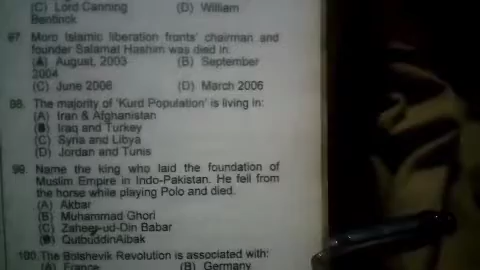 (C) Lord Canning (D) William
Bentinck
97 Moro Islamic liberation fronts' chairman and
founder Salamat Hashim was died in:
(A) August, 2003 (B) September
2004
(C) June 2006 (D) March 2006
98. The majority of 'Kurd Population' is living in:
(A) Iran & Afghanistan
(B) Iraq and Turkey
(C) Syria and Libya
(D) Jordan and Tunis
99. Name the king who laid the foundation of
Muslim Empire in Indo-Pakistan. He fell from
the horse while playing Polo and died.
(A) Akbar
(B) Muhammad Ghori
(C) Zaheer-ud-Din Babar
(D) QutbuddinAibak
100.The Bolshevik Revolution is associated with:
(A) France (B) Germany